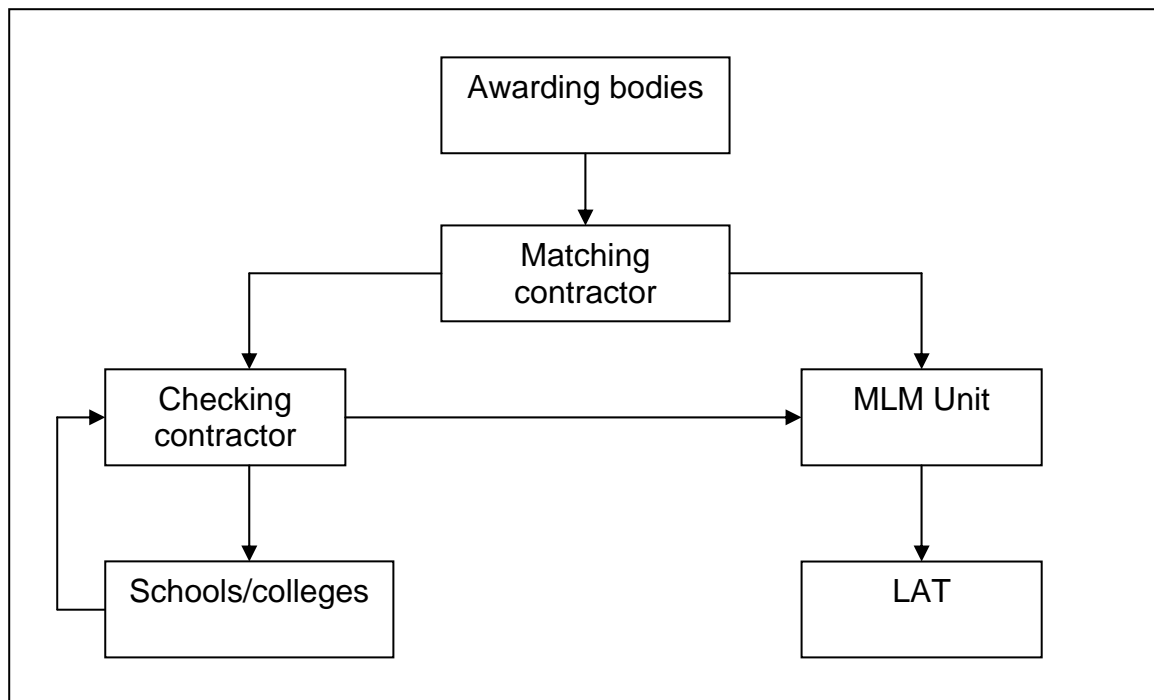 Awarding bodies
Matching
contractor
Checking
contractor
MLM Unit
Schools/colleges
LAT